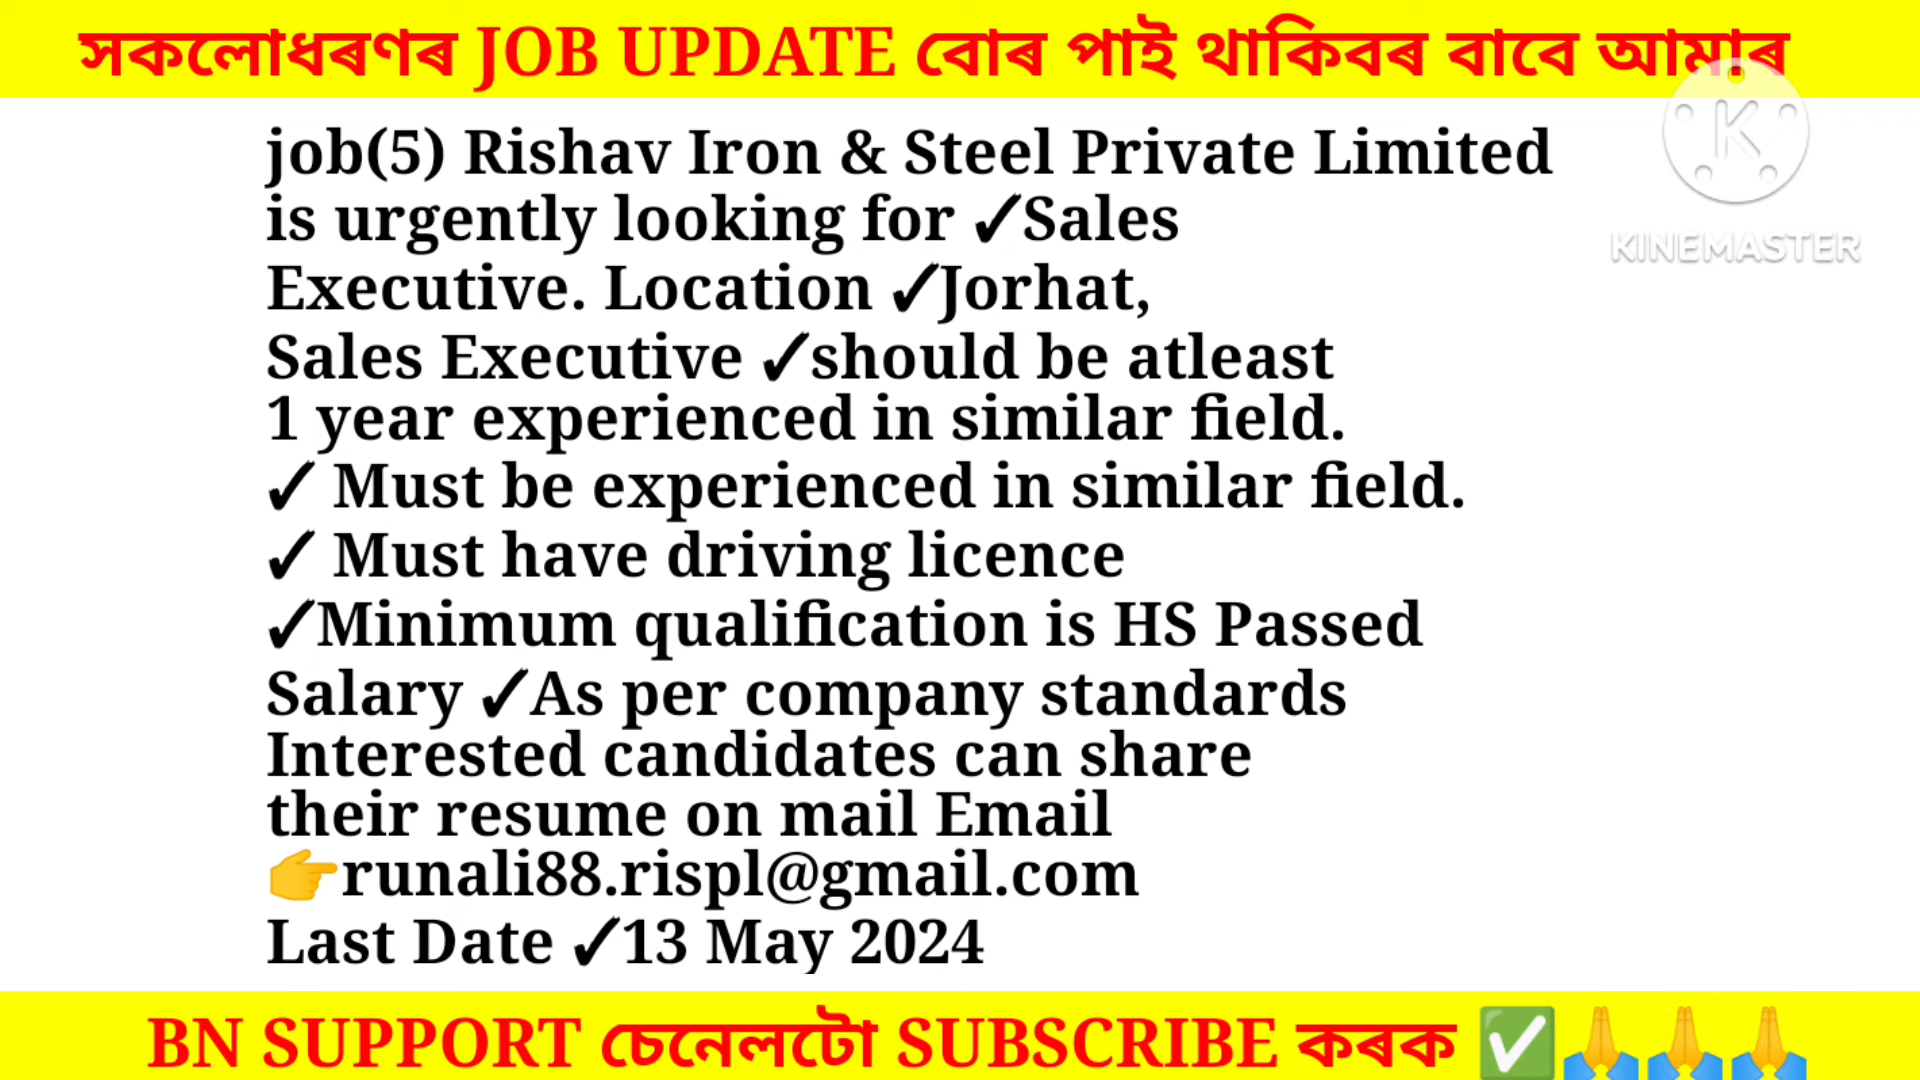 সকলোধৰণৰ JOB UPDATE বোৰ পাই থাকিবৰ বাবে আমাৰ
job(5) Rishav Iron & Steel Private Limited
is urgently looking for ✓Sales
Executive. Location ✓Jorhat,
Sales Executive ✓should be atleast
1 year experienced in similar field.
✓ Must be experienced in similar field.
✓ Must have driving licence
✓Minimum qualification is HS Passed
Salary ✓As per company standards
Interested candidates can share
their resume on mail Email
👉runali88.rispl@gmail.com
Last Date ✓13 May 2024
BN SUPPORT চেনেলটো SUBSCRIBE কৰক ✅🙏🙏🙏
K
KINEMASTER